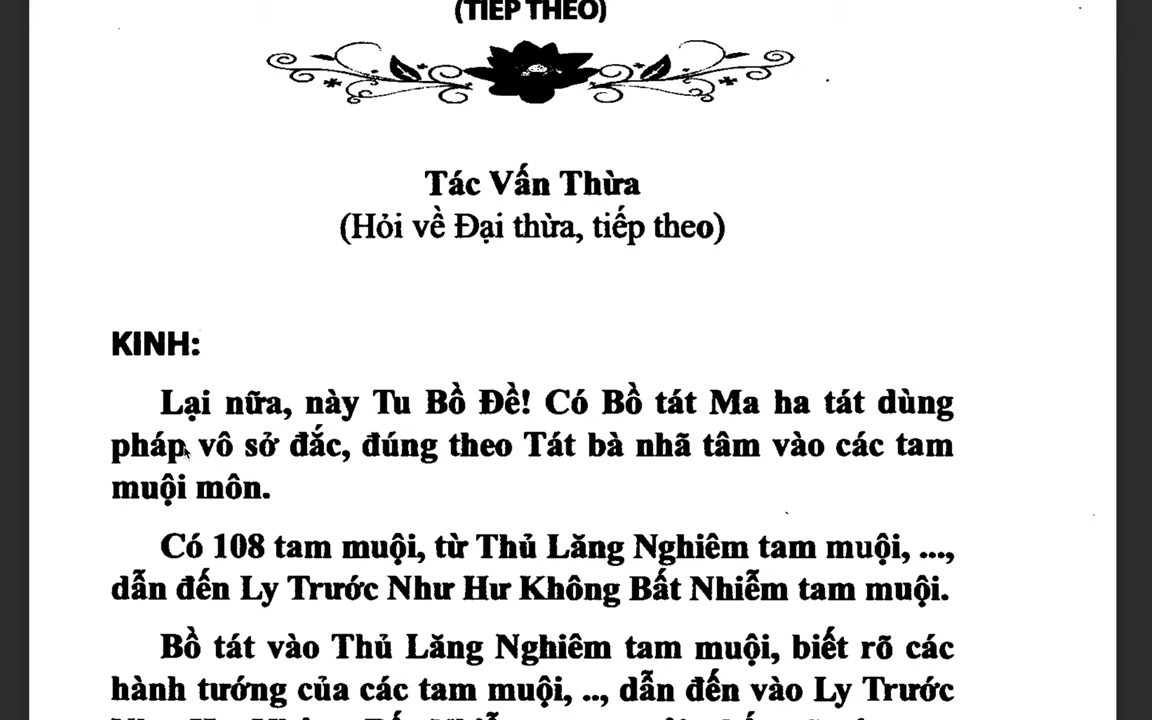 (TIẾP THEO)
Tác Vấn Thừa
(Hỏi về Đại thừa, tiếp theo)
KINH:
Lại nữa, này Tu Bồ Đề! Có Bồ tát Ma ha tát dùng
pháp vô sở đắc, đúng theo Tát bà nhã tâm vào các tam
muội môn.
Có 108 tam muội, từ Thủ Lăng Nghiêm tam muội, ...,
dẫn đến Ly Trước Như Hư Không Bất Nhiễm tam muội.
Bồ tát vào Thủ Lăng Nghiêm tam muội, biết rõ các
hành tướng của các tam muội, .., dẫn đến vào Ly Trước